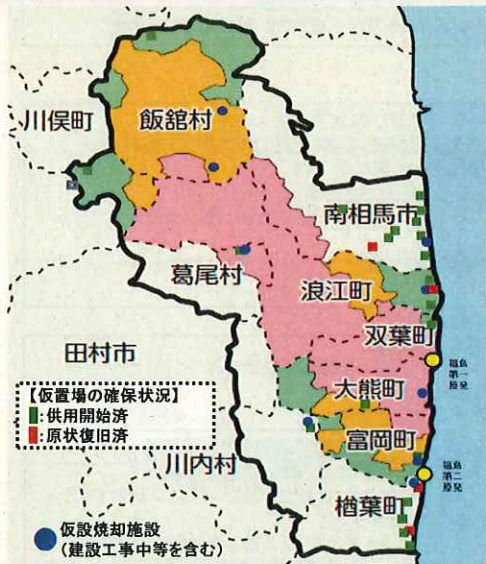 川俣町
飯舘村
南相馬市
葛尾村
浪江町
双葉町
田村市
大熊町
福島
第一
原発
【仮置場の確保状況】
:供用開始済
:原状復旧済
川内村
富岡町
福島
第二
原発
楢葉町
仮設焼却施設
(建設工事中等を含む)